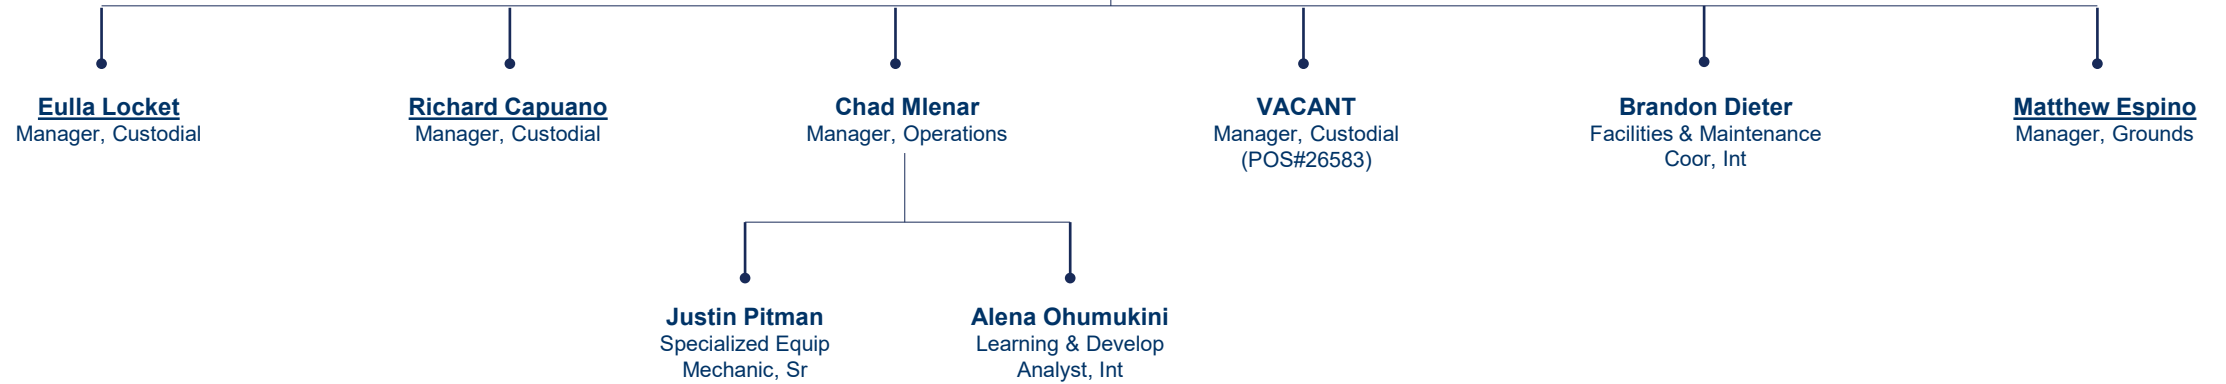 Eulla Locket
Manager, Custodial
Richard Capuano
Manager, Custodial
Chad Mlenar
Manager, Operations
VACANT
Manager, Custodial
(POS#26583)
Brandon Dieter
Facilities & Maintenance
Coor, Int
Matthew Espino
Manager, Grounds
Justin Pitman
Specialized Equip
Mechanic, Sr
Alena Ohumukini
Learning & Develop
Analyst, Int